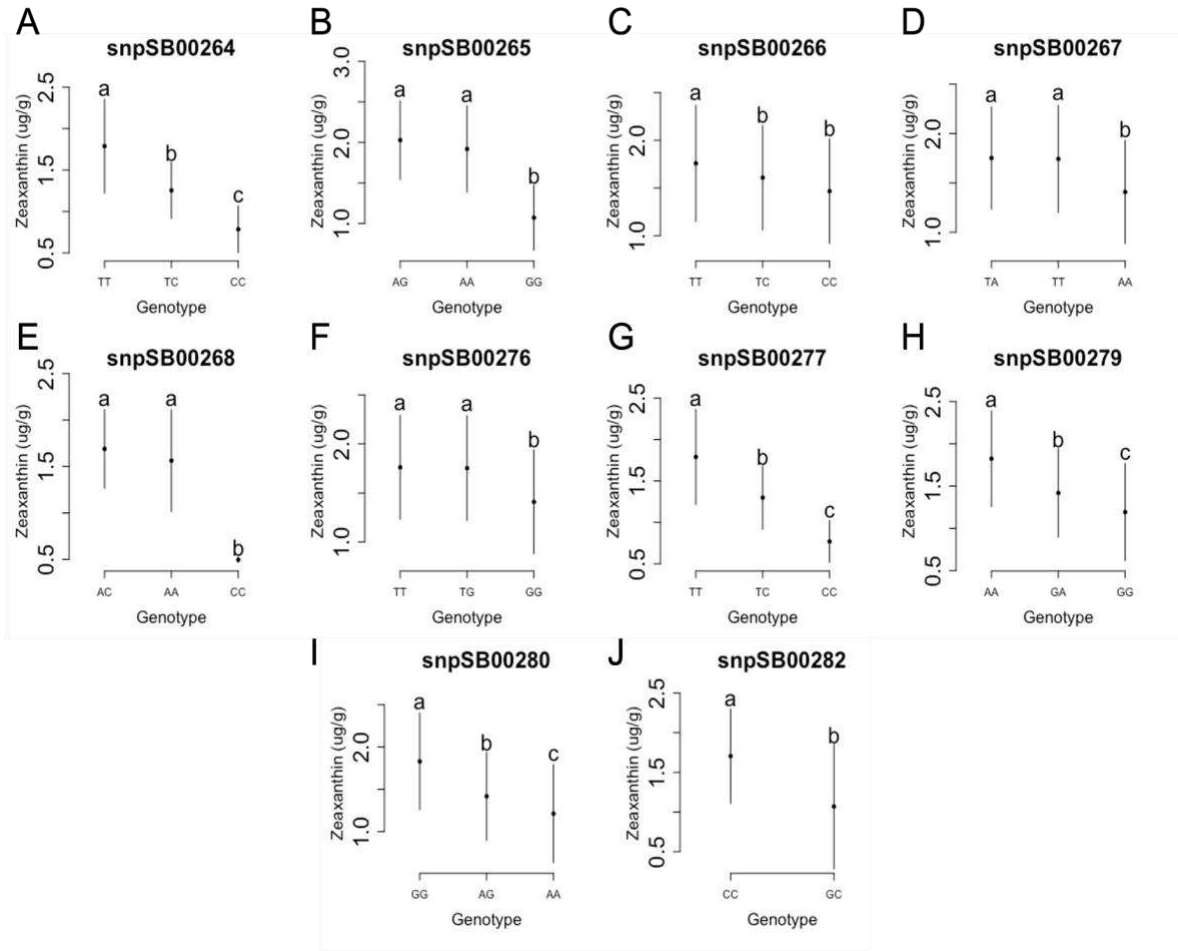 A
snpSB00264
Zeaxanthin (ug/g)
2.5
1.5
0.5
a
b
c
TT TC CC
Genotype
B
snpSB00265
Zeaxanthin (ug/g)
3.0
2.0
1.0
a
a
b
AG AA GG
Genotype
C
snpSB00266
Zeaxanthin (ug/g)
2.0
1.0
a
b
b
TT TC CC
Genotype
D
snpSB00267
Zeaxanthin (ug/g)
2.0
1.0
a
a
b
TA TT AA
Genotype
E
snpSB00268
Zeaxanthin (ug/g)
2.5
1.5
0.5
a
a
b
AC AA CC
Genotype
F
snpSB00276
Zeaxanthin (ug/g)
2.0
1.0
a
a
b
TT TG GG
Genotype
G
snpSB00277
Zeaxanthin (ug/g)
2.5
1.5
0.5
a
b
c
TT TC CC
Genotype
H
snpSB00279
Zeaxanthin (ug/g)
2.5
1.5
0.5
a
b
c
AA GA GG
Genotype
I
snpSB00280
Zeaxanthin (ug/g)
2.0
1.0
a
b
c
GG AG AA
Genotype
J
snpSB00282
Zeaxanthin (ug/g)
2.5
1.5
0.5
a
b
CC GC
Genotype